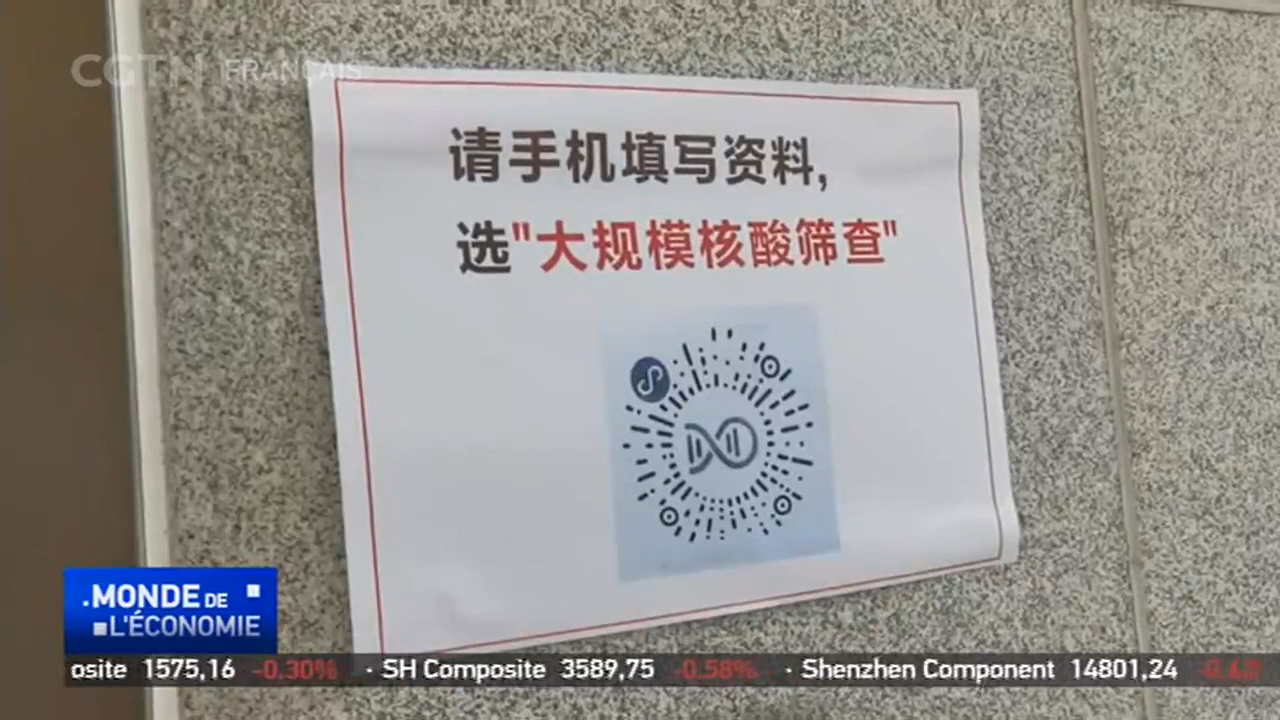 CGTN FRANÇAIS
请手机填写资料,
选"大规模核酸筛查"
MONDE DE
L'ÉCONOMIE
osite 1575,16 -0.30% · SH Composite 3589,75 -0.58% · Shenzhen Component 14801,24